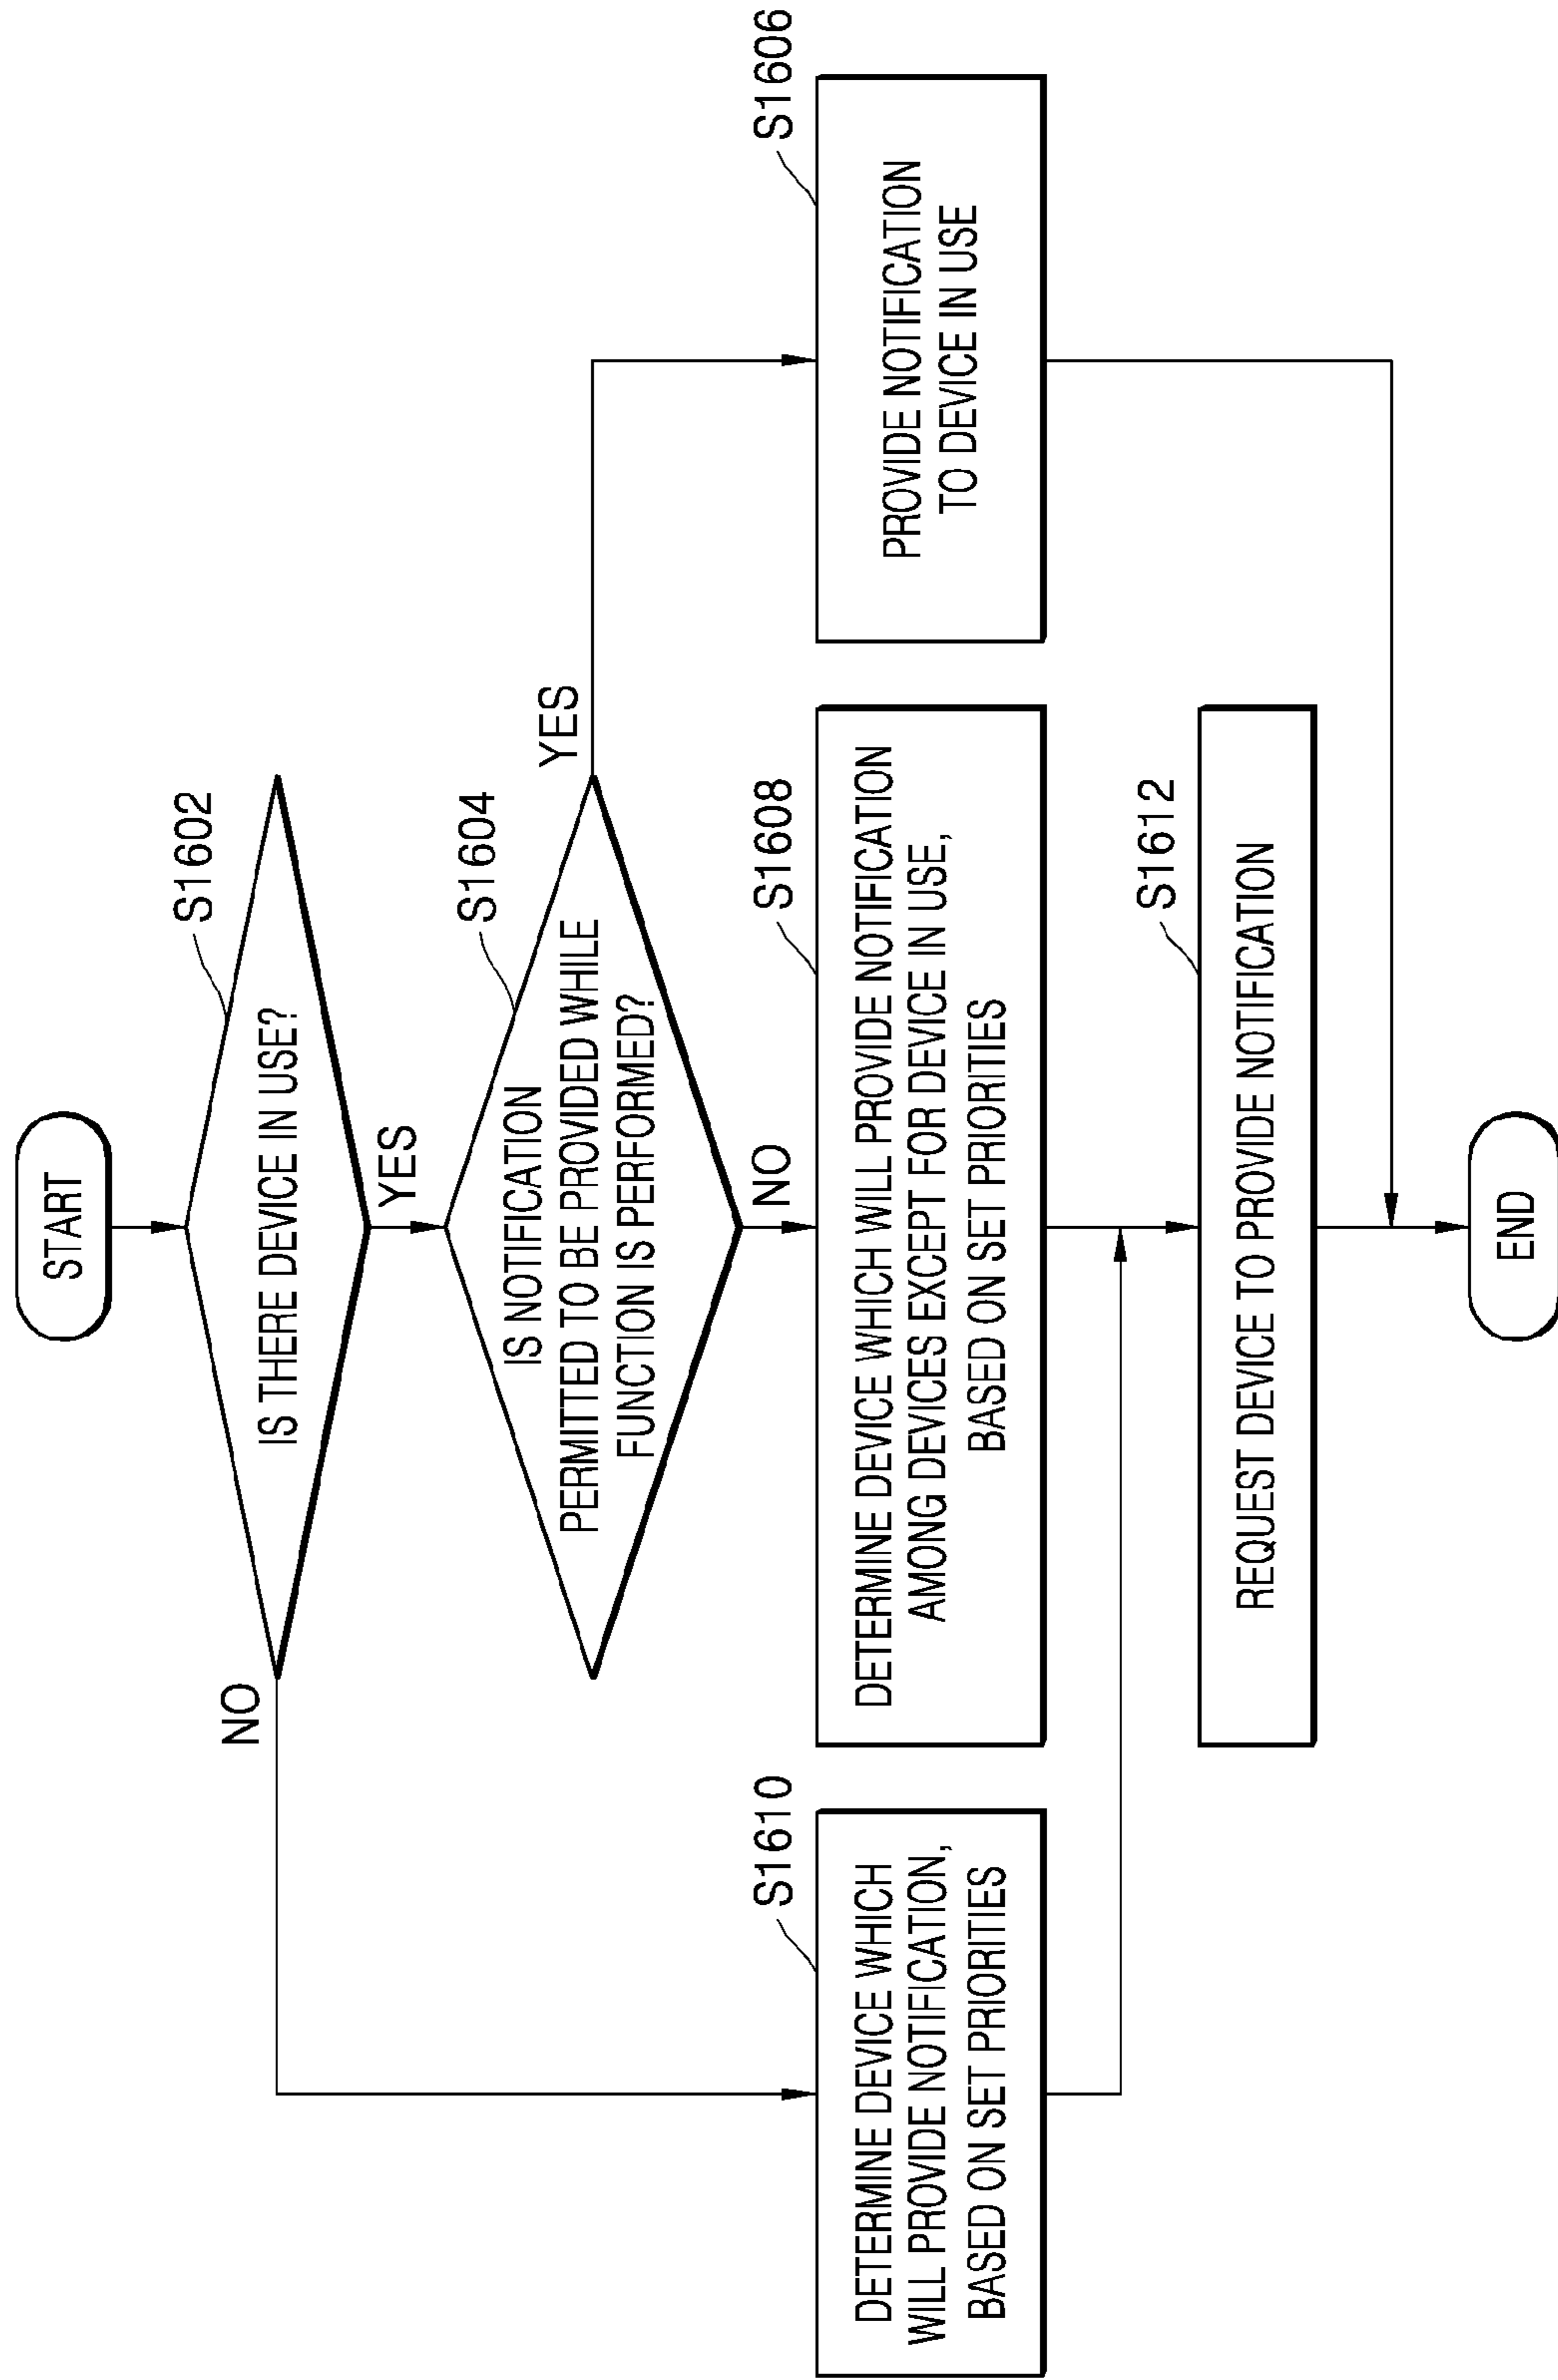 START
S1602
IS THERE DEVICE IN USE?
NO
YES
S1604
IS NOTIFICATION
PERMITTED TO BE PROVIDED WHILE
FUNCTION IS PERFORMED?
YES
NO
S1610
DETERMINE DEVICE WHICH
WILL PROVIDE NOTIFICATION,
BASED ON SET PRIORITIES
S1608
DETERMINE DEVICE WHICH WILL PROVIDE NOTIFICATION
AMONG DEVICES EXCEPT FOR DEVICE IN USE,
BASED ON SET PRIORITIES
S1606
PROVIDE NOTIFICATION
TO DEVICE IN USE
S1612
REQUEST DEVICE TO PROVIDE NOTIFICATION
END